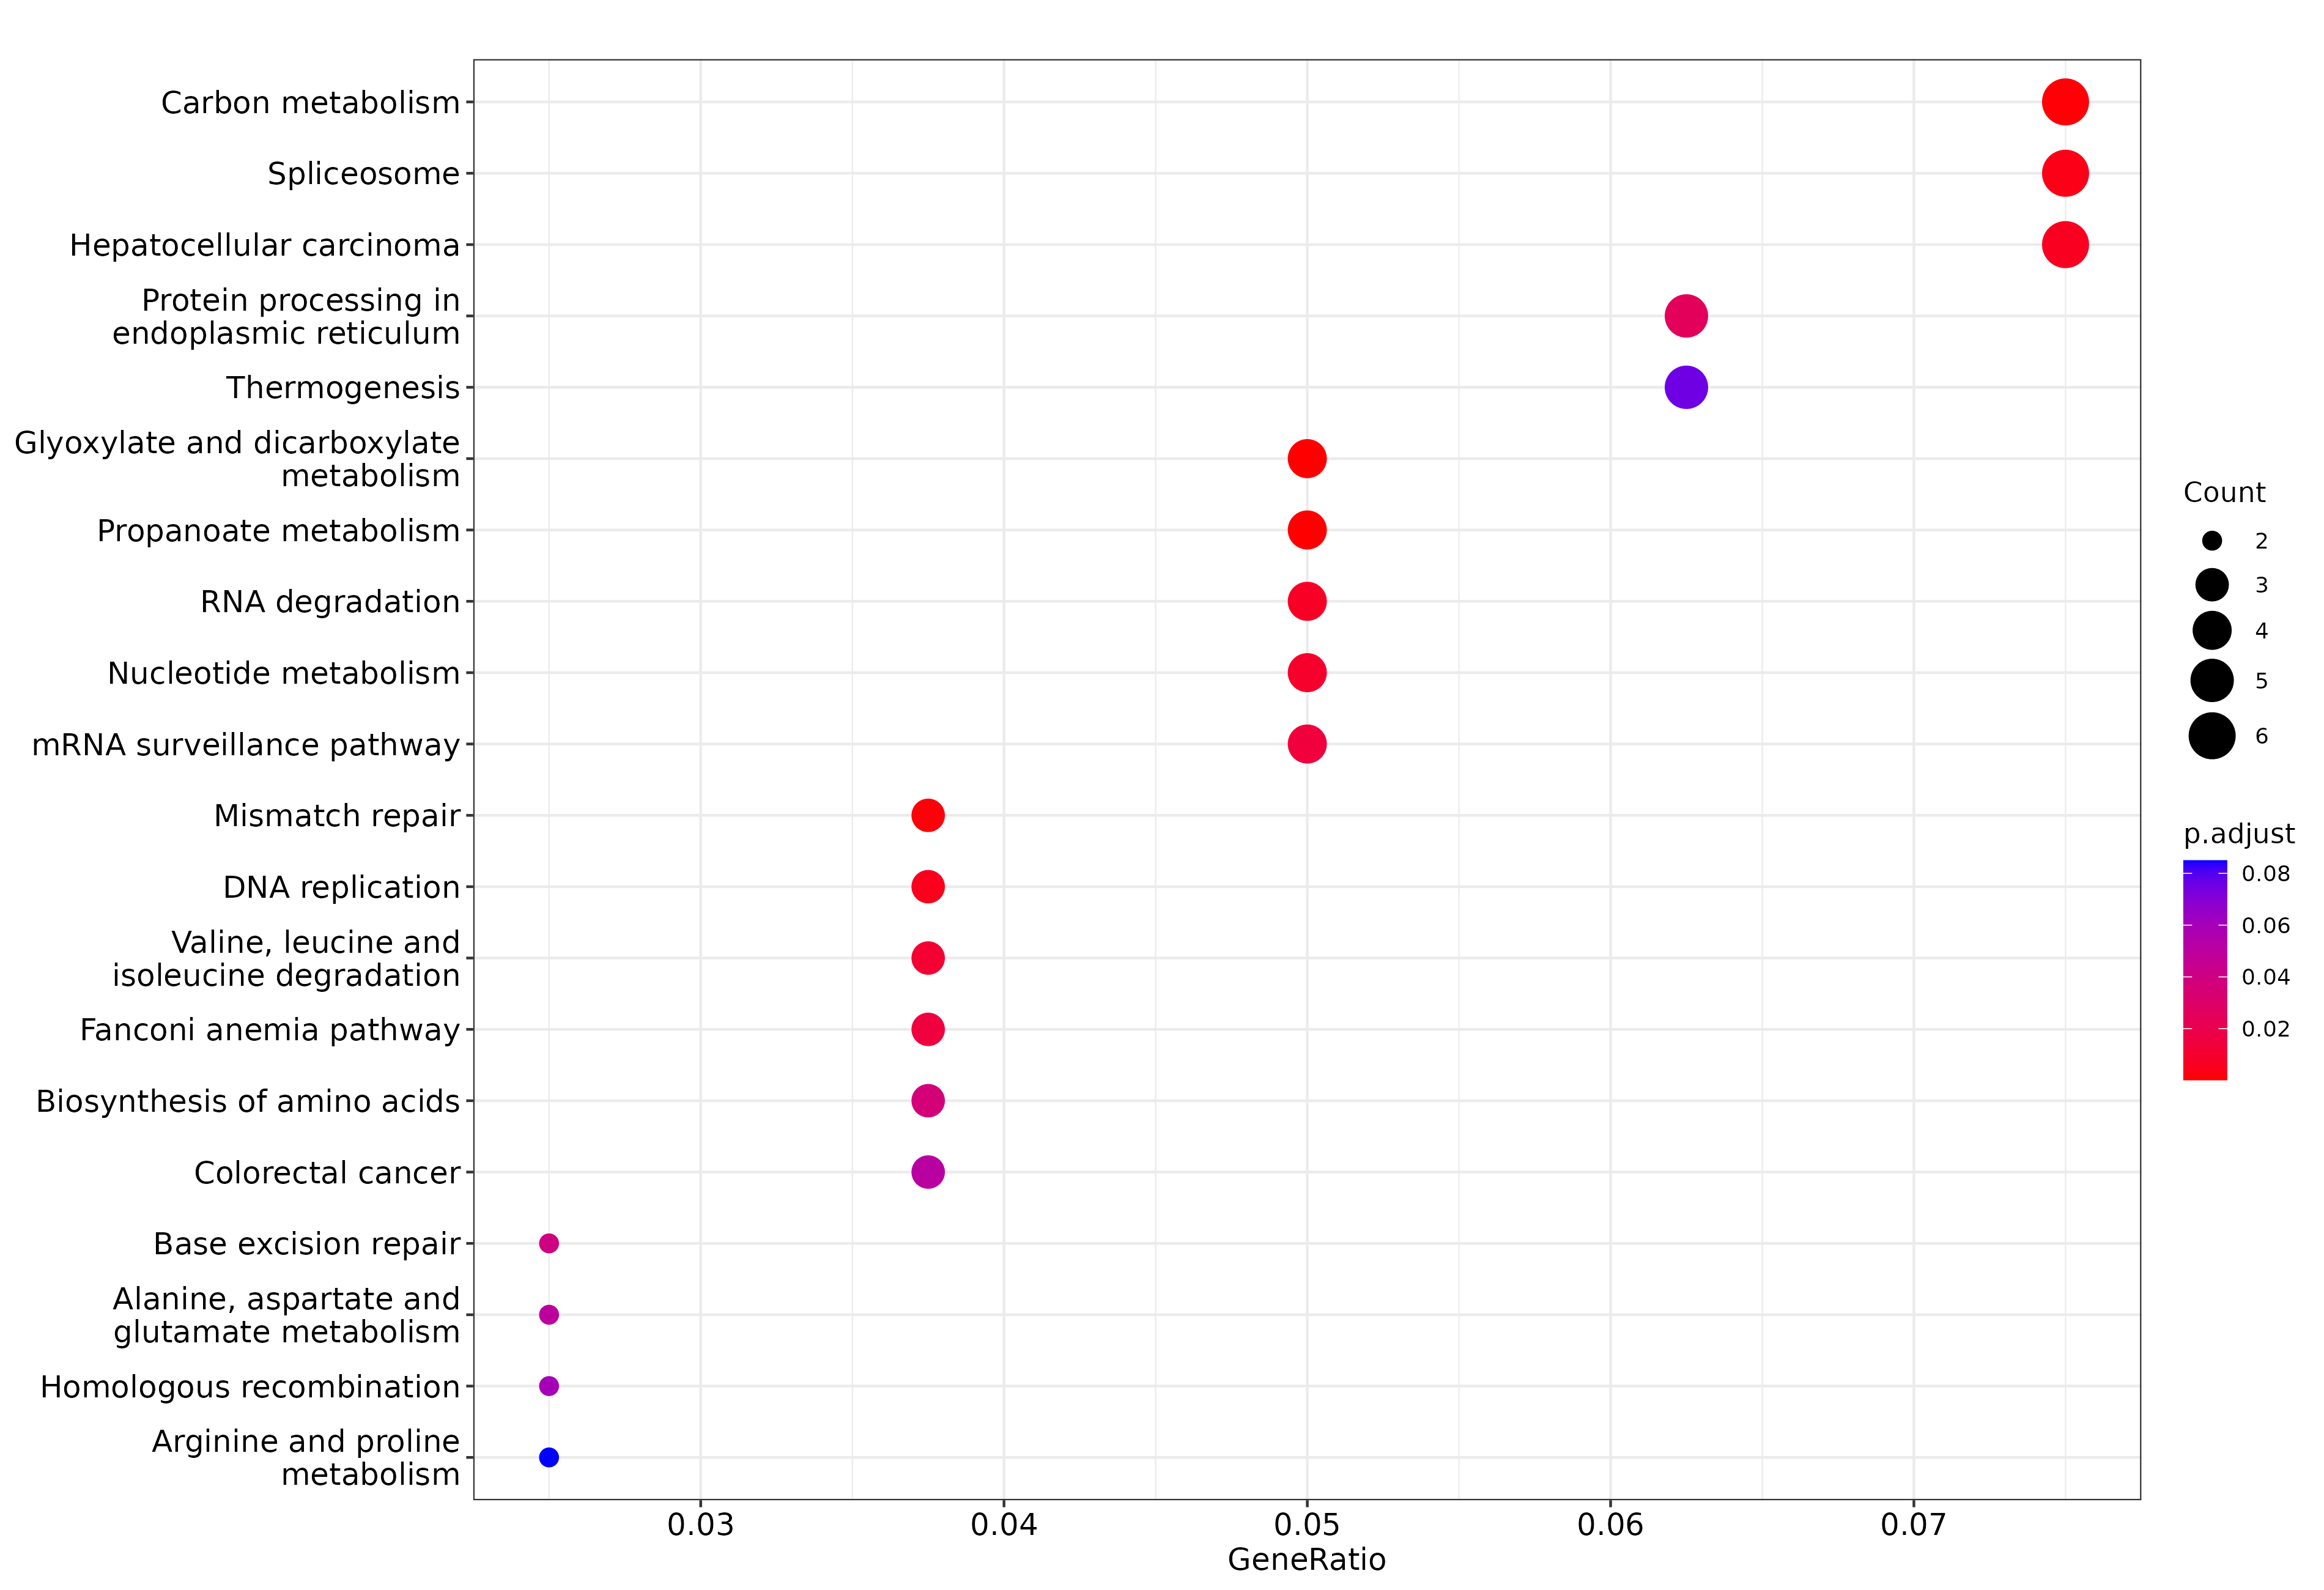 Carbon metabolism
Spliceosome
Hepatocellular carcinoma
Protein processing in
endoplasmic reticulum
Thermogenesis
Glyoxylate and dicarboxylate
metabolism
Propanoate metabolism
RNA degradation
Nucleotide metabolism
mRNA surveillance pathway
Mismatch repair
DNA replication
Valine, leucine and
isoleucine degradation
Fanconi anemia pathway
Biosynthesis of amino acids
Colorectal cancer
Base excision repair
Alanine, aspartate and
glutamate metabolism
Homologous recombination
Arginine and proline
metabolism
0.03 0.04 0.05 0.06 0.07
GeneRatio
Count
2
3
4
5
6
p.adjust
0.08
0.06
0.04
0.02